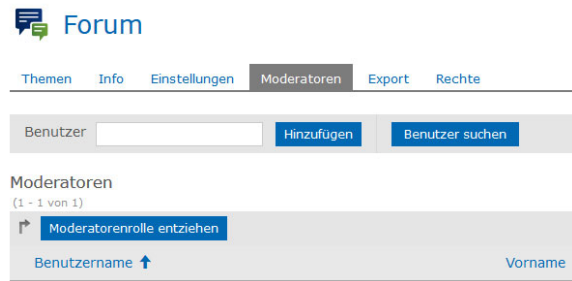 Forum
Themen Info Einstellungen Moderatoren Export Rechte
Benutzer Hinzufügen Benutzer suchen
Moderatoren
(1 - 1 von 1)
Moderatorenrolle entziehen
Benutzername Vorname